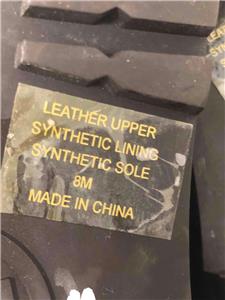 LEATHER UPPER
SYNTHETIC LINING
SYNTHETIC SOLE
8M
MADE IN CHINA